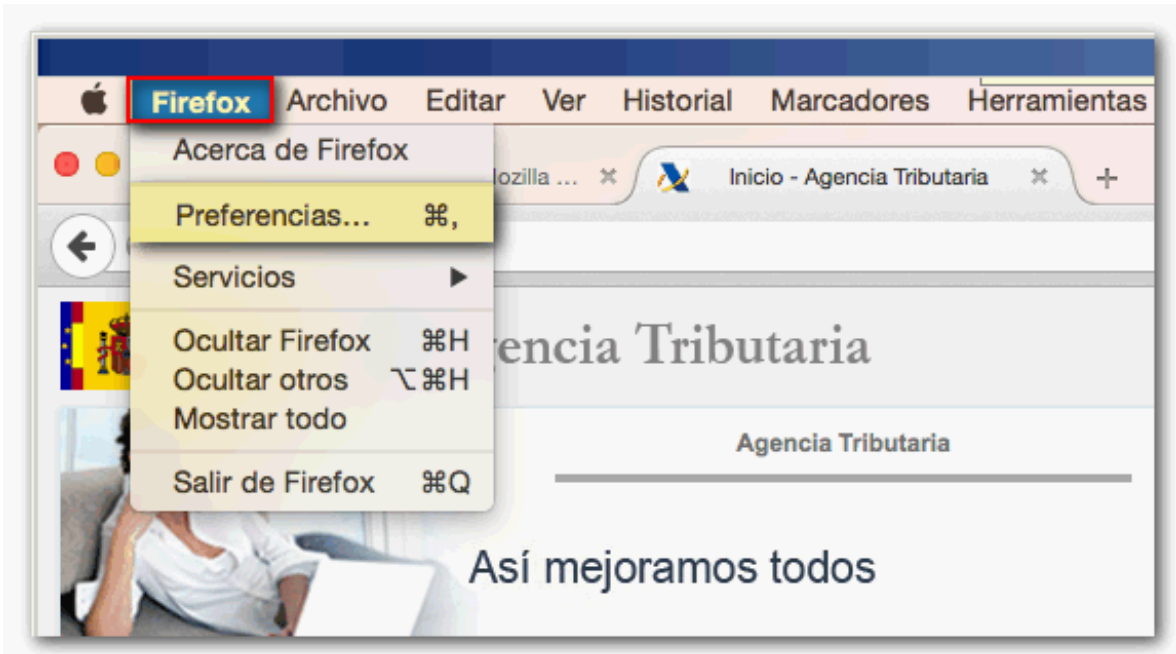 Firefox Archivo Editar Ver Historial Marcadores Herramientas
Acerca de Firefox
... Inicio - Agencia Tributaria
Preferencias... ⌘,
Servicios
Ocultar Firefox ⌘H
Ocultar otros ⌥⌘H
Mostrar todo
Salir de Firefox ⌘Q
Tributaria
Agencia Tributaria
Así mejoramos todos